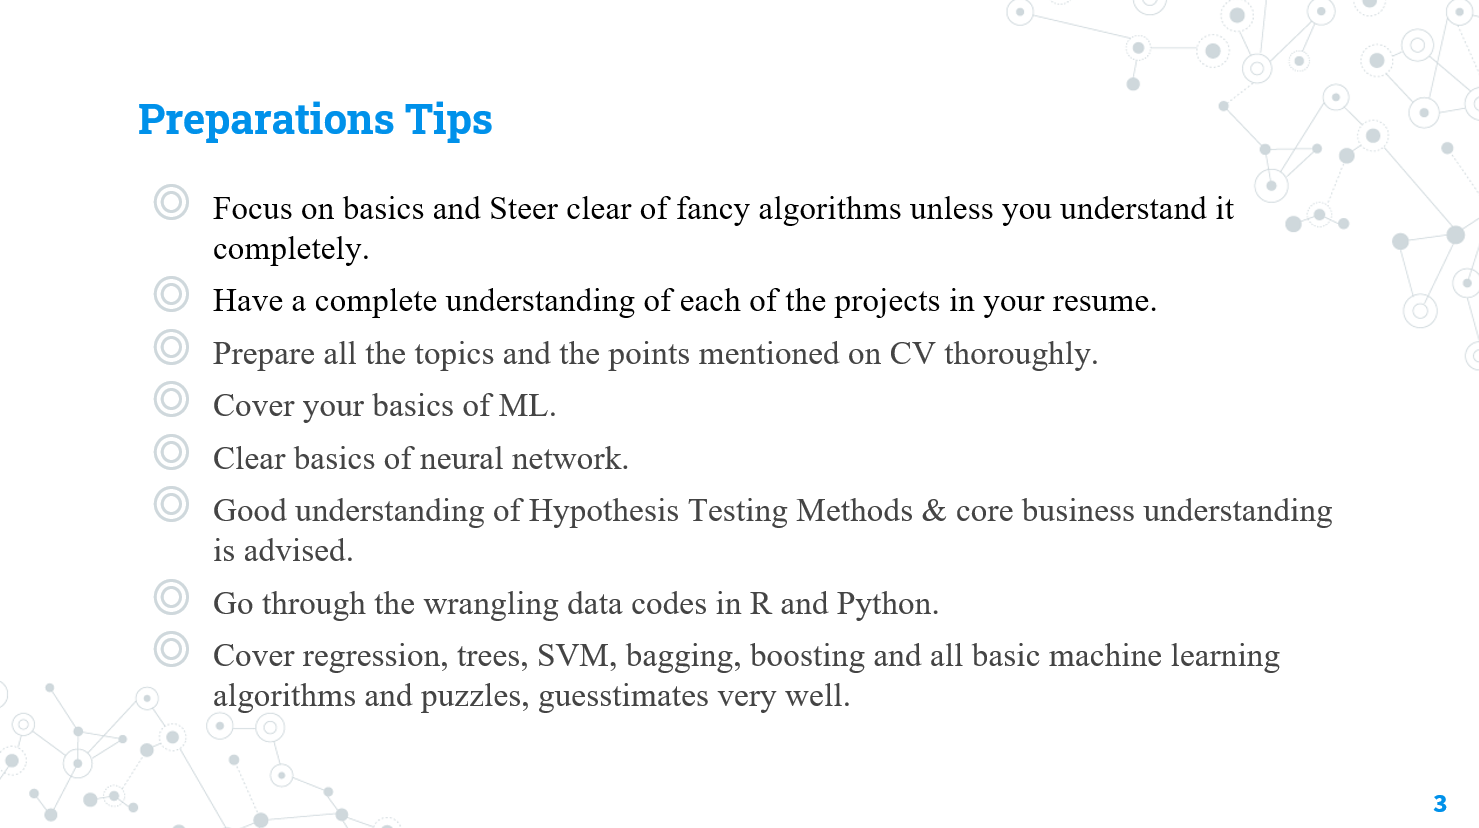 Preparations Tips
Focus on basics and Steer clear of fancy algorithms unless you understand it
completely.
Have a complete understanding of each of the projects in your resume.
Prepare all the topics and the points mentioned on CV thoroughly.
Cover your basics of ML.
Clear basics of neural network.
Good understanding of Hypothesis Testing Methods & core business understanding
is advised.
Go through the wrangling data codes in R and Python.
Cover regression, trees, SVM, bagging, boosting and all basic machine learning
algorithms and puzzles, guesstimates very well.
3